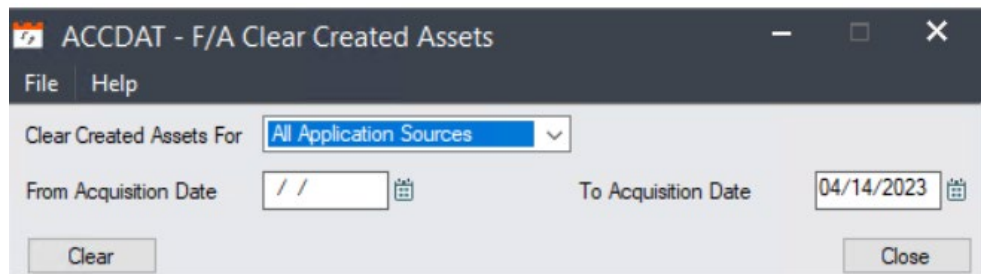 ACCDAT - F/A Clear Created Assets
File Help
Clear Created Assets For All Application Sources
From Acquisition Date / / To Acquisition Date 04/14/2023
Clear Close